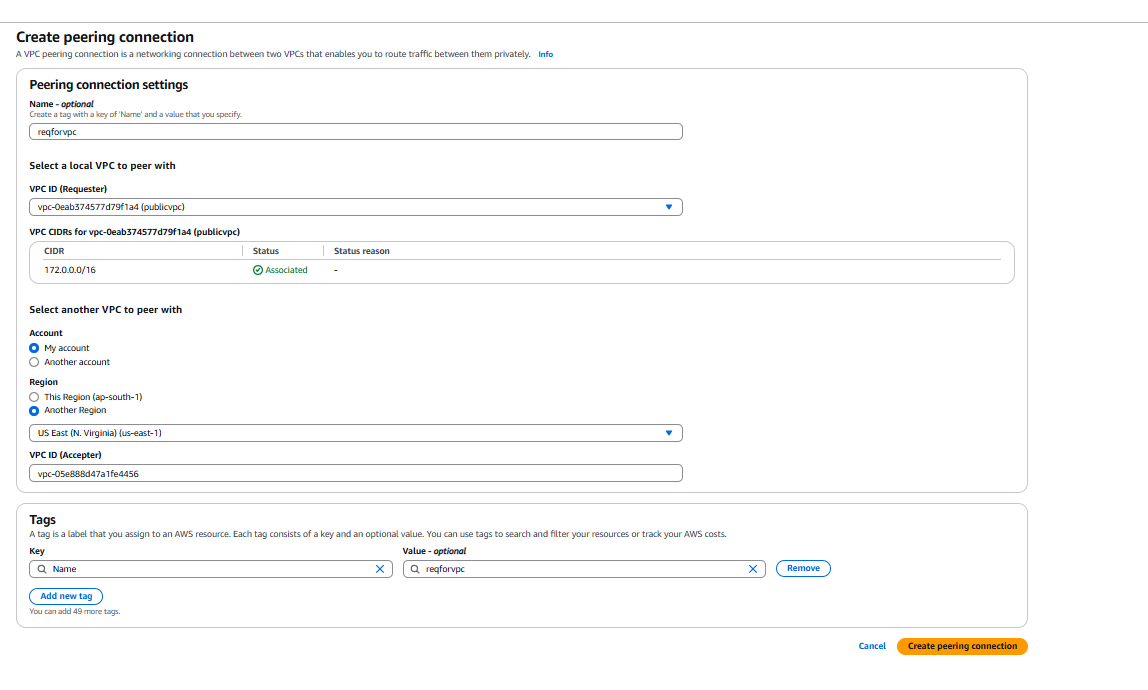 Create peering connection
A VPC peering connection is a networking connection between two VPCs that enables you to route traffic between them privately. Info
Peering connection settings
Name - optional
Create a tag with a key of 'Name' and a value that you specify.
reqforvpc
Select a local VPC to peer with
VPC ID (Requester)
vpc-0eab374577d79f1a4 (publicvpc)
VPC CIDRs for vpc-0eab374577d79f1a4 (publicvpc)
CIDR Status Status reason
172.0.0.0/16 Associated -
Select another VPC to peer with
Account
My account
Another account
Region
This Region (ap-south-1)
Another Region
US East (N. Virginia) (us-east-1)
VPC ID (Accepter)
vpc-05e888d47a1fe4456
Tags
A tag is a label that you assign to an AWS resource. Each tag consists of a key and an optional value. You can use tags to search and filter your resources or track your AWS costs.
Key Value - optional
Name reqforvpc Remove
Add new tag
You can add 49 more tags.
Cancel Create peering connection